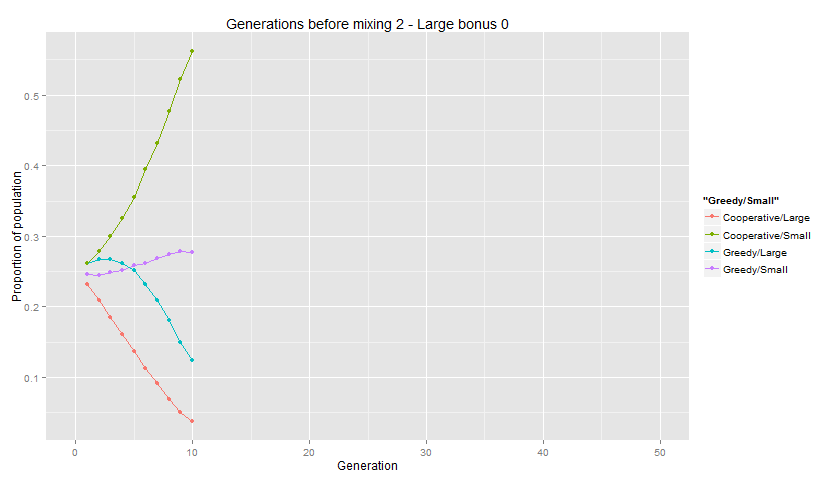 Generations before mixing 2 - Large bonus 0
Proportion of population
0.5
0.4
0.3
0.2
0.1
0
10
20
30
40
50
Generation
"Greedy/Small"
Cooperative/Large
Cooperative/Small
Greedy/Large
Greedy/Small